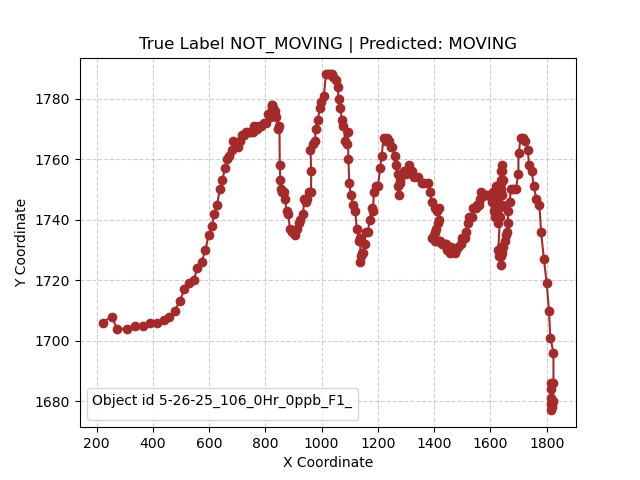 True Label NOT_MOVING | Predicted: MOVING
Y Coordinate
1780
1760
1740
1720
1700
1680
Object id 5-26-25_106_0Hr_0ppb_F1_
200 400 600 800 1000 1200 1400 1600 1800
X Coordinate